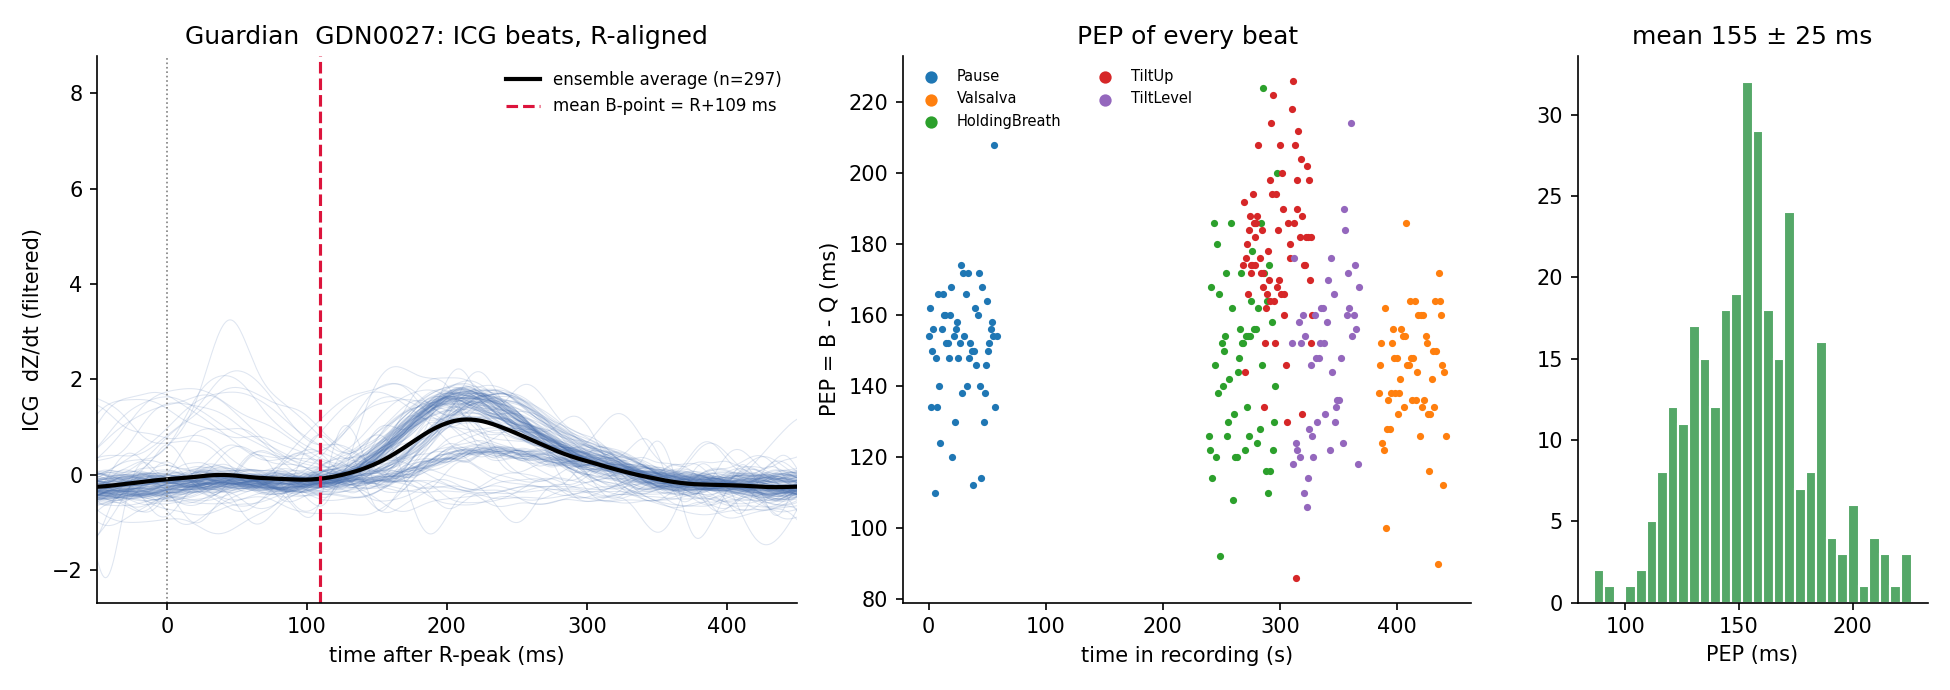 Guardian  GDN0027: ICG beats, R-aligned
ensemble average (n=297)
mean B-point = R+109 ms
8
6
4
2
0
−2
ICG  dZ/dt (filtered)
0
100
200
300
400
time after R-peak (ms)
PEP of every beat
Pause
Valsalva
HoldingBreath
TiltUp
TiltLevel
220
200
180
160
140
120
100
80
PEP = B - Q (ms)
0
100
200
300
400
time in recording (s)
mean 155 ± 25 ms
30
25
20
15
10
5
0
100
150
200
PEP (ms)